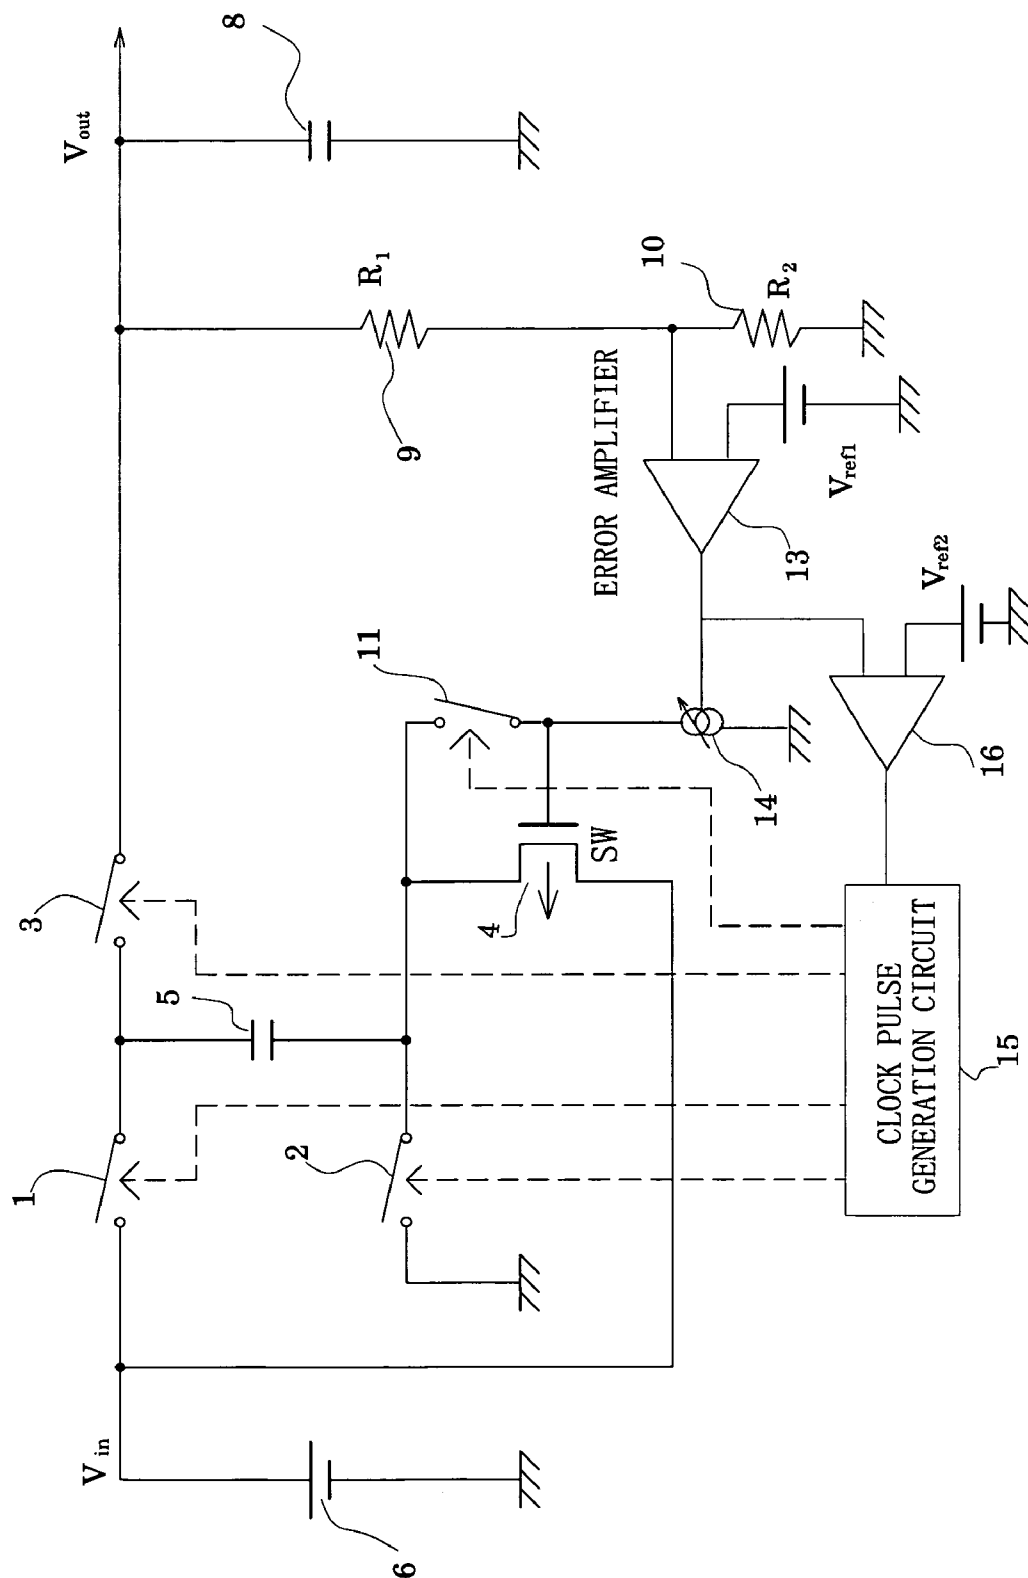 V_in
6
1
2
3
5
4
SW
11
14
V_out
8
R_1
9
10
R_2
ERROR AMPLIFIER
13
V_ref1
V_ref2
16
CLOCK PULSE
GENERATION CIRCUIT
15